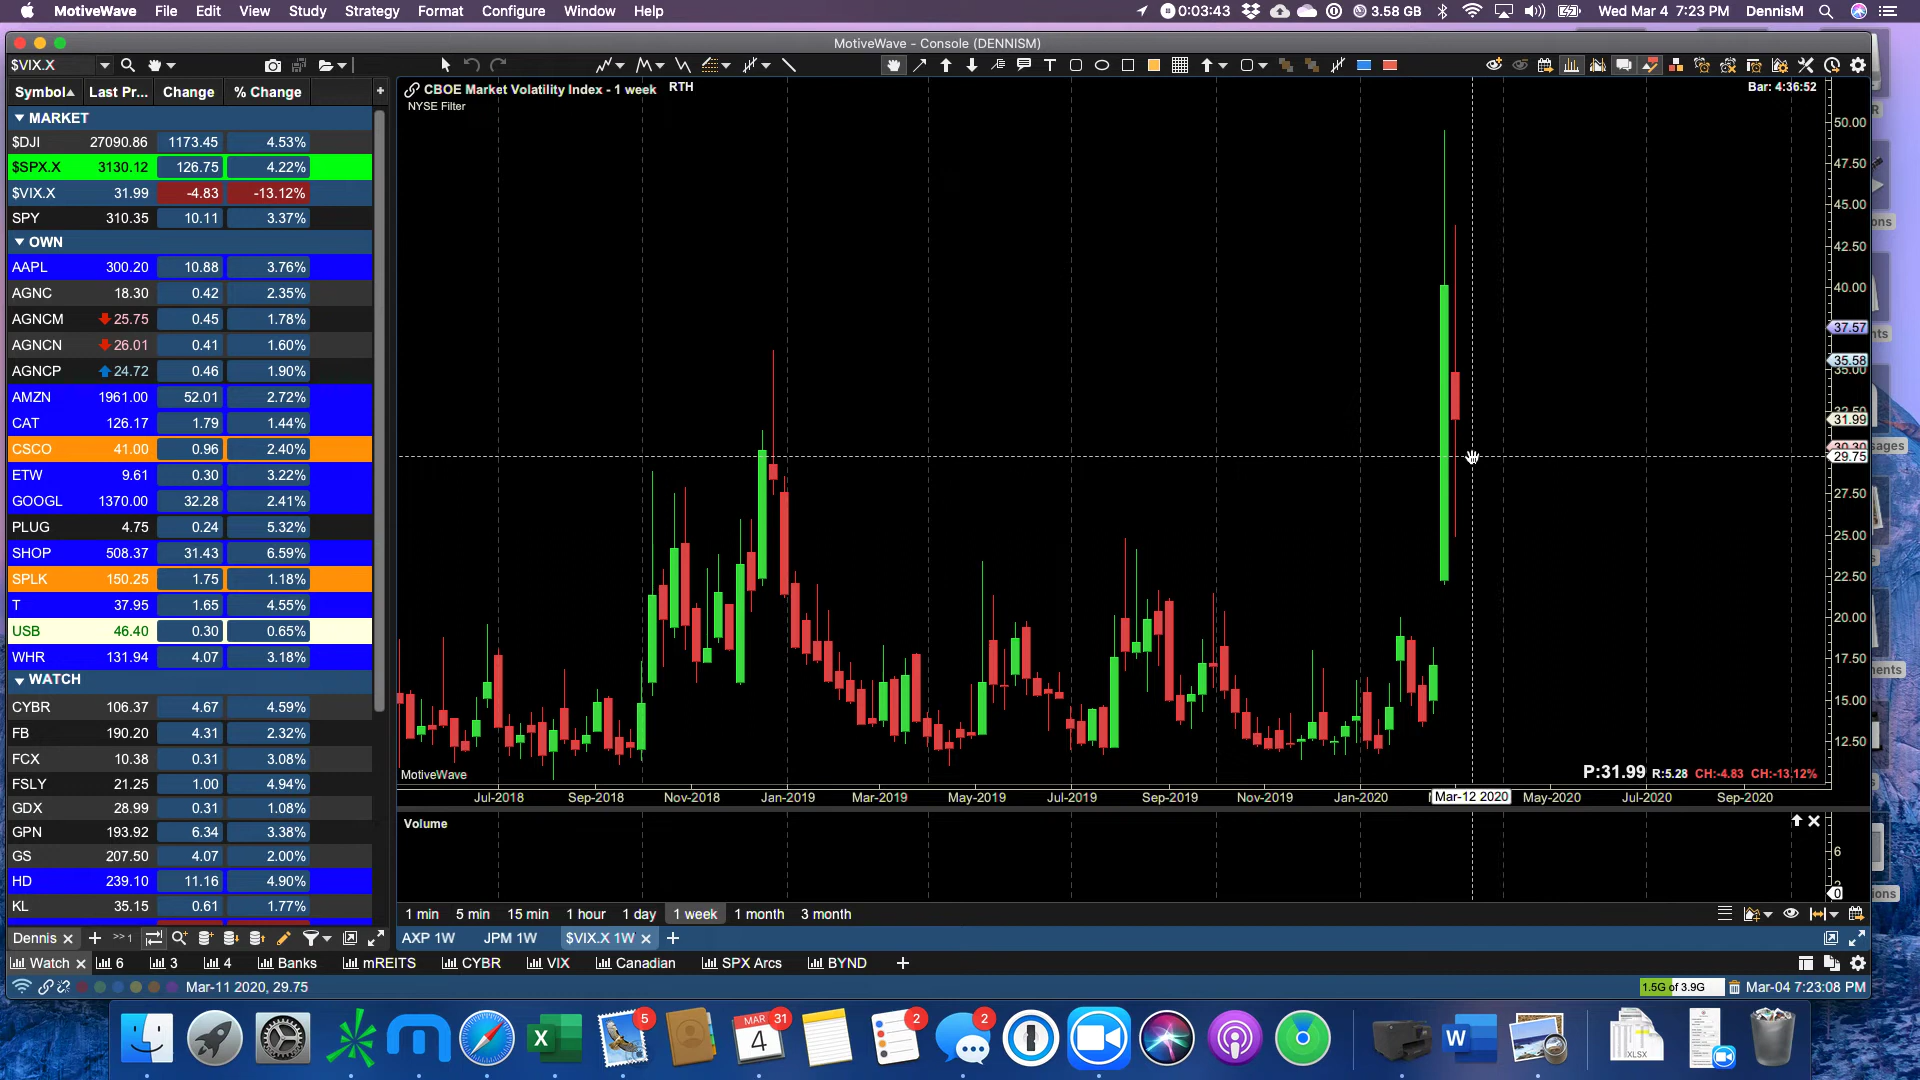 MotiveWave File Edit View Study Strategy Format Configure Window Help 0:03:43 3.58 GB Wed Mar 4 7:23 PM DennisM
MotiveWave - Console (DENNISM)
$VIX.X
Symbol Last Pr... Change % Change +
MARKET
$DJI 27090.86 1173.45 4.53%
$SPX.X 3130.12 126.75 4.22%
$VIX.X 31.99 -4.83 -13.12%
SPY 310.35 10.11 3.37%
OWN
AAPL 300.20 10.88 3.76%
AGNC 18.30 0.42 2.35%
AGNCM 25.75 0.45 1.78%
AGNCN 26.01 0.41 1.60%
AGNCP 24.72 0.46 1.90%
AMZN 1961.00 52.01 2.72%
CAT 126.17 1.79 1.44%
CSCO 41.00 0.96 2.40%
ETW 9.61 0.30 3.22%
GOOGL 1370.00 32.28 2.41%
PLUG 4.75 0.24 5.32%
SHOP 508.37 31.43 6.59%
SPLK 150.25 1.75 1.18%
T 37.95 1.65 4.55%
USB 46.40 0.30 0.65%
WHR 131.94 4.07 3.18%
WATCH
CYBR 106.37 4.67 4.59%
FB 190.20 4.31 2.32%
FCX 10.38 0.31 3.08%
FSLY 21.25 1.00 4.94%
GDX 28.99 0.31 1.08%
GPN 193.92 6.34 3.38%
GS 207.50 4.07 2.00%
HD 239.10 11.16 4.90%
KL 35.15 0.61 1.77%
Dennis
CBOE Market Volatility Index - 1 week RTH
NYSE Filter
Bar: 4:36:52
50.00
47.50
45.00
42.50
40.00
37.57
35.58
35.00
31.99
29.75
27.50
25.00
22.50
20.00
17.50
15.00
12.50
MotiveWave
P:31.99 R:5.28 CH:-4.83 CH:-13.12%
Jul-2018 Sep-2018 Nov-2018 Jan-2019 Mar-2019 May-2019 Jul-2019 Sep-2019 Nov-2019 Jan-2020 Mar-12 2020 May-2020 Jul-2020 Sep-2020
Volume
6
0
1 min 5 min 15 min 1 hour 1 day 1 week 1 month 3 month
AXP 1W JPM 1W $VIX.X 1W
Watch 6 3 4 Banks mREITS CYBR VIX Canadian SPX Arcs BYND
Mar-11 2020, 29.75
1.5G of 3.9G Mar-04 7:23:08 PM
5
MAR
4
31
2
2
XLSX